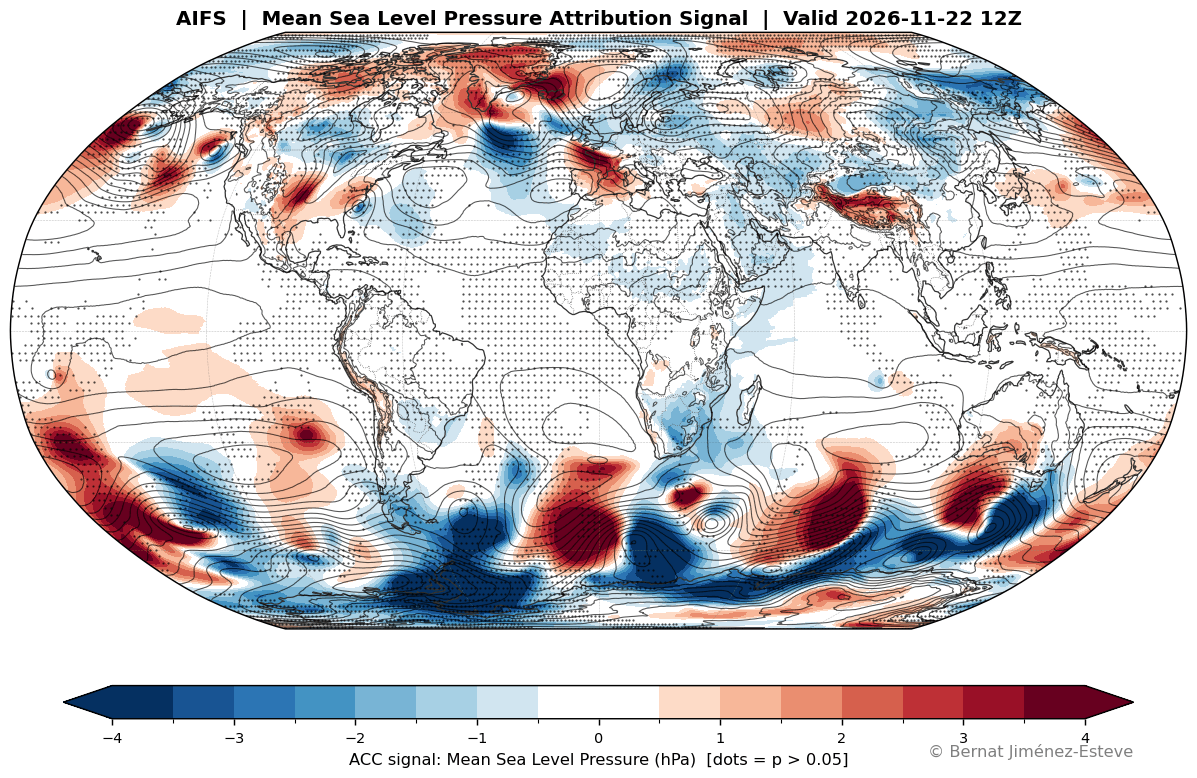 AIFS | Mean Sea Level Pressure Attribution Signal | Valid 2026-11-22 12Z
−4 −3 −2 −1 0 1 2 3 4
ACC signal: Mean Sea Level Pressure (hPa) [dots = p > 0.05]
© Bernat Jiménez-Esteve